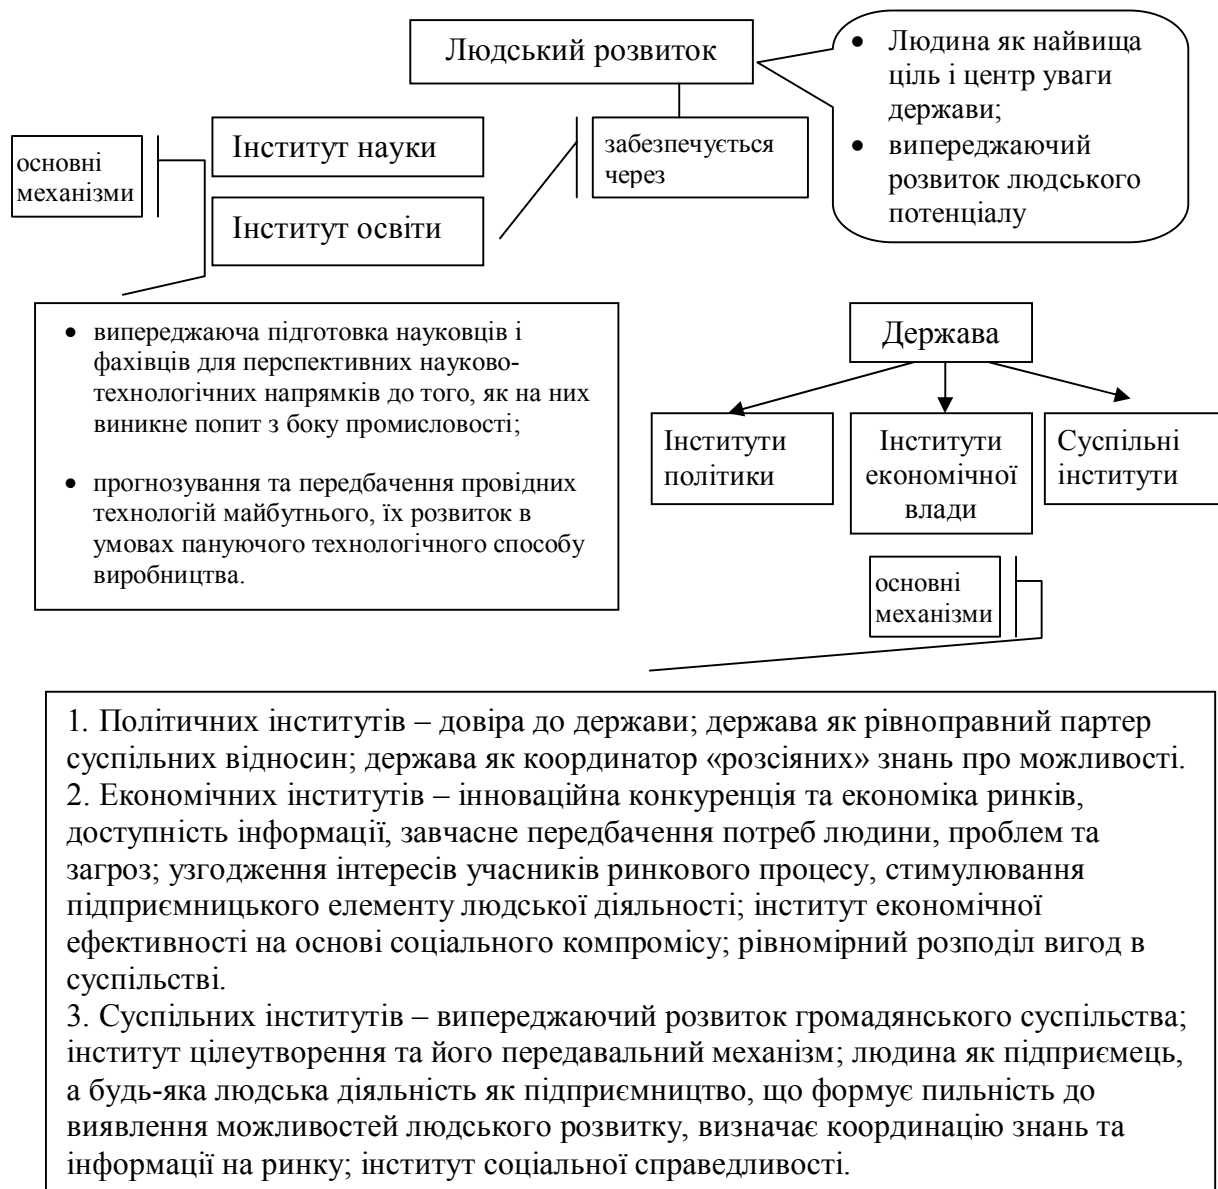 Людський розвиток
• Людина як найвища
ціль і центр уваги
держави;
• випереджаючий
розвиток людського
потенціалу
основні
механізми
Інститут науки
Інститут освіти
забезпечується
через
• випереджаюча підготовка науковців і
фахівців для перспективних науково-
технологічних напрямків до того, як на них
виникне попит з боку промисловості;
• прогнозування та передбачення провідних
технологій майбутнього, їх розвиток в
умовах пануючого технологічного способу
виробництва.
Держава
Інститути
політики
Інститути
економічної
влади
Суспільні
інститути
основні
механізми
1. Політичних інститутів – довіра до держави; держава як рівноправний партер
суспільних відносин; держава як координатор «розсіяних» знань про можливості.
2. Економічних інститутів – інноваційна конкуренція та економіка ринків,
доступність інформації, завчасне передбачення потреб людини, проблем та
загроз; узгодження інтересів учасників ринкового процесу, стимулювання
підприємницького елементу людської діяльності; інститут економічної
ефективності на основі соціального компромісу; рівномірний розподіл вигод в
суспільстві.
3. Суспільних інститутів – випереджаючий розвиток громадянського суспільства;
інститут цілеутворення та його передавальний механізм; людина як підприємець,
а будь-яка людська діяльність як підприємництво, що формує пильність до
виявлення можливостей людського розвитку, визначає координацію знань та
інформації на ринку; інститут соціальної справедливості.